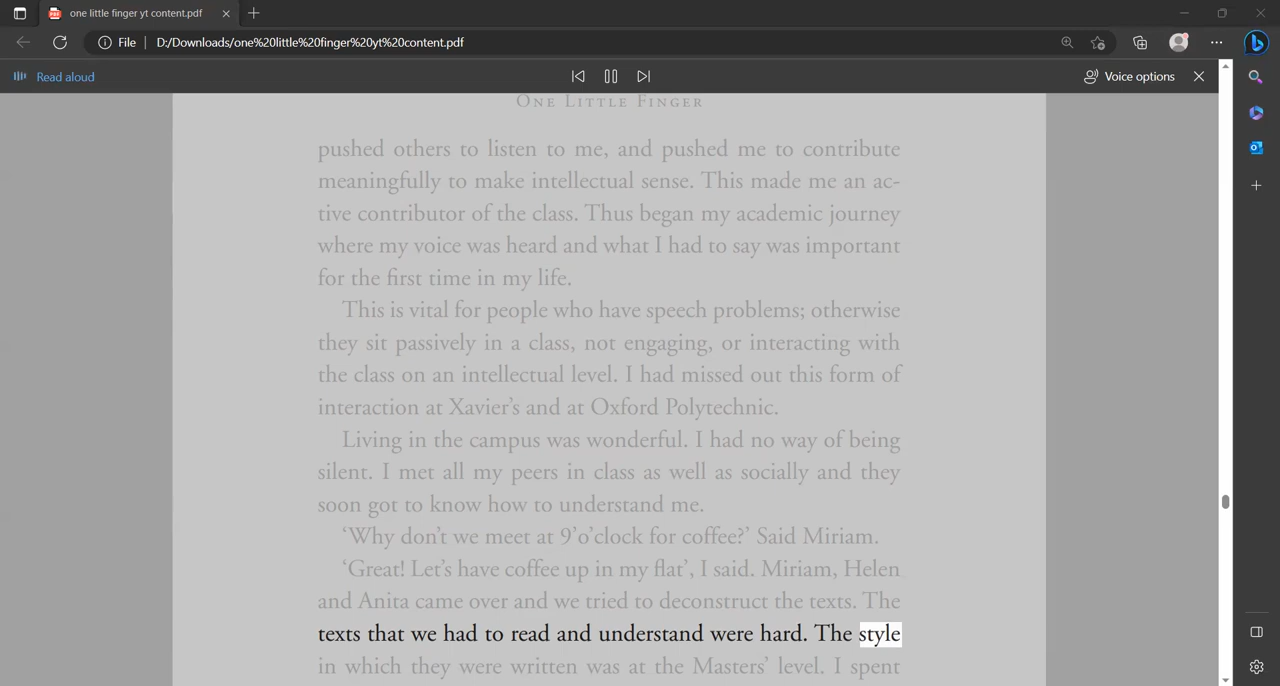 one little finger yt content.pdf
File
D:/Downloads/one%20little%20finger%20yt%20content.pdf
Read aloud
Voice options
ONE LITTLE FINGER
pushed others to listen to me, and pushed me to contribute
meaningfully to make intellectual sense. This made me an ac-
tive contributor of the class. Thus began my academic journey
where my voice was heard and what I had to say was important
for the first time in my life.
This is vital for people who have speech problems; otherwise
they sit passively in a class, not engaging, or interacting with
the class on an intellectual level. I had missed out this form of
interaction at Xavier’s and at Oxford Polytechnic.
Living in the campus was wonderful. I had no way of being
silent. I met all my peers in class as well as socially and they
soon got to know how to understand me.
‘Why don’t we meet at 9’o’clock for coffee?’ Said Miriam.
‘Great! Let’s have coffee up in my flat’, I said. Miriam, Helen
and Anita came over and we tried to deconstruct the texts. The
texts that we had to read and understand were hard. The style
in which they were written was at the Masters’ level. I spent